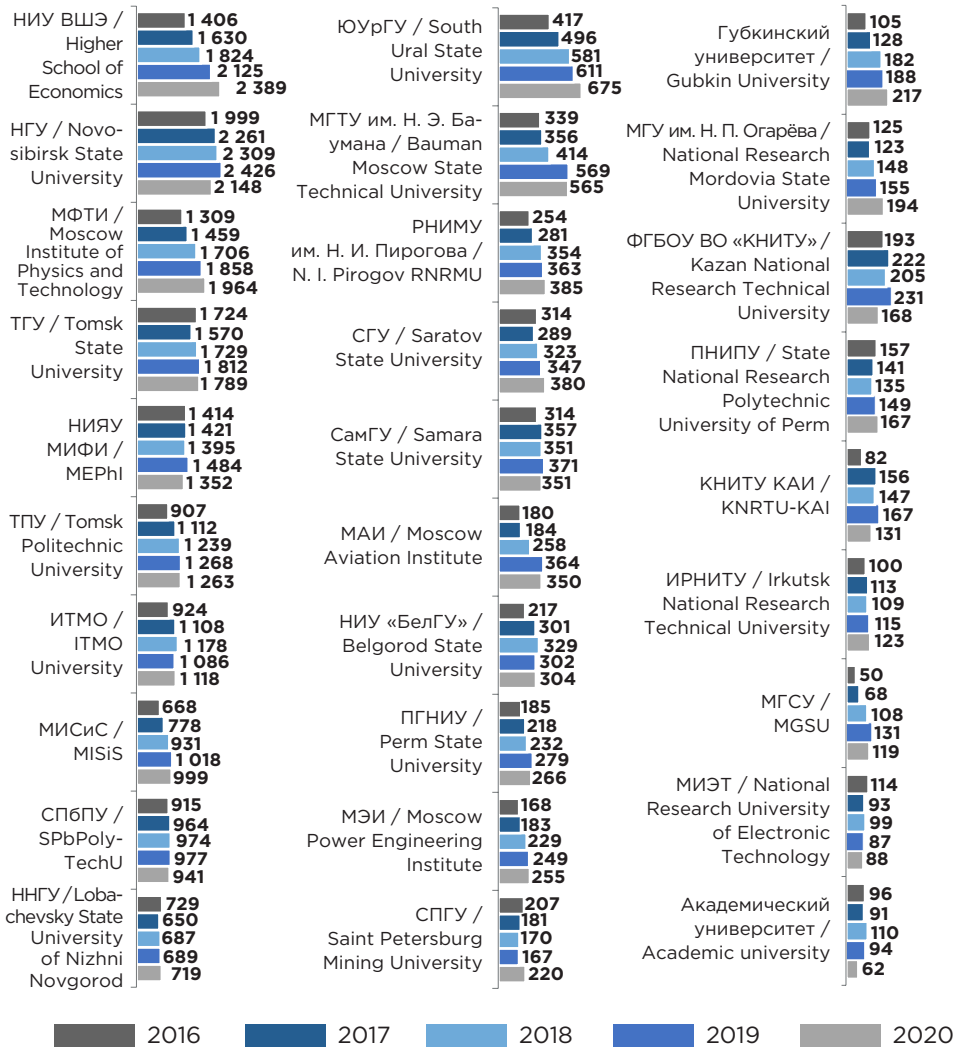 НИУ ВШЭ /
Higher
School of
Economics
1 406
1 630
1 824
2 125
2 389
НГУ / Novo-
sibirsk State
University
1 999
2 261
2 309
2 426
2 148
МФТИ /
Moscow
Institute of
Physics and
Technology
1 309
1 459
1 706
1 858
1 964
ТГУ / Tomsk
State
University
1 724
1 570
1 729
1 812
1 789
НИЯУ
МИФИ /
MEPhI
1 414
1 421
1 395
1 484
1 352
ТПУ / Tomsk
Politechnic
University
907
1 112
1 239
1 268
1 263
ИТМО /
ITMO
University
924
1 108
1 178
1 086
1 118
МИСиС /
MISiS
668
778
931
1 018
999
СПбПУ /
SPbPoly-
TechU
915
964
974
977
941
ННГУ / Loba-
chevsky State
University
of Nizhni
Novgorod
729
650
687
689
719
ЮУрГУ / South
Ural State
University
417
496
581
611
675
МГТУ им. Н. Э. Ба-
умана / Bauman
Moscow State
Technical University
339
356
414
569
565
РНИМУ
им. Н. И. Пирогова /
N. I. Pirogov RNRMU
254
281
354
363
385
СГУ / Saratov
State University
314
289
323
347
380
СамГУ / Samara
State University
314
357
351
371
351
МАИ / Moscow
Aviation Institute
180
184
258
364
350
НИУ «БелГУ» /
Belgorod State
University
217
301
329
302
304
ПГНИУ /
Perm State
University
185
218
232
279
266
МЭИ / Moscow
Power Engineering
Institute
168
183
229
249
255
СПГУ /
Saint Petersburg
Mining University
207
181
170
167
220
Губкинский
университет /
Gubkin University
105
128
182
188
217
МГУ им. Н. П. Огарёва /
National Research
Mordovia State
University
125
123
148
155
194
ФГБОУ ВО «КНИТУ» /
Kazan National
Research Technical
University
193
222
205
231
168
ПНИПУ / State
National Research
Polytechnic
University of Perm
157
141
135
149
167
КНИТУ КАИ /
KNRTU-KAI
82
156
147
167
131
ИРНИТУ / Irkutsk
National Research
Technical University
100
113
109
115
123
МГСУ /
MGSU
50
68
108
131
119
МИЭТ / National
Research University
of Electronic
Technology
114
93
99
87
88
Академический
университет /
Academic university
96
91
110
94
62
2016
2017
2018
2019
2020